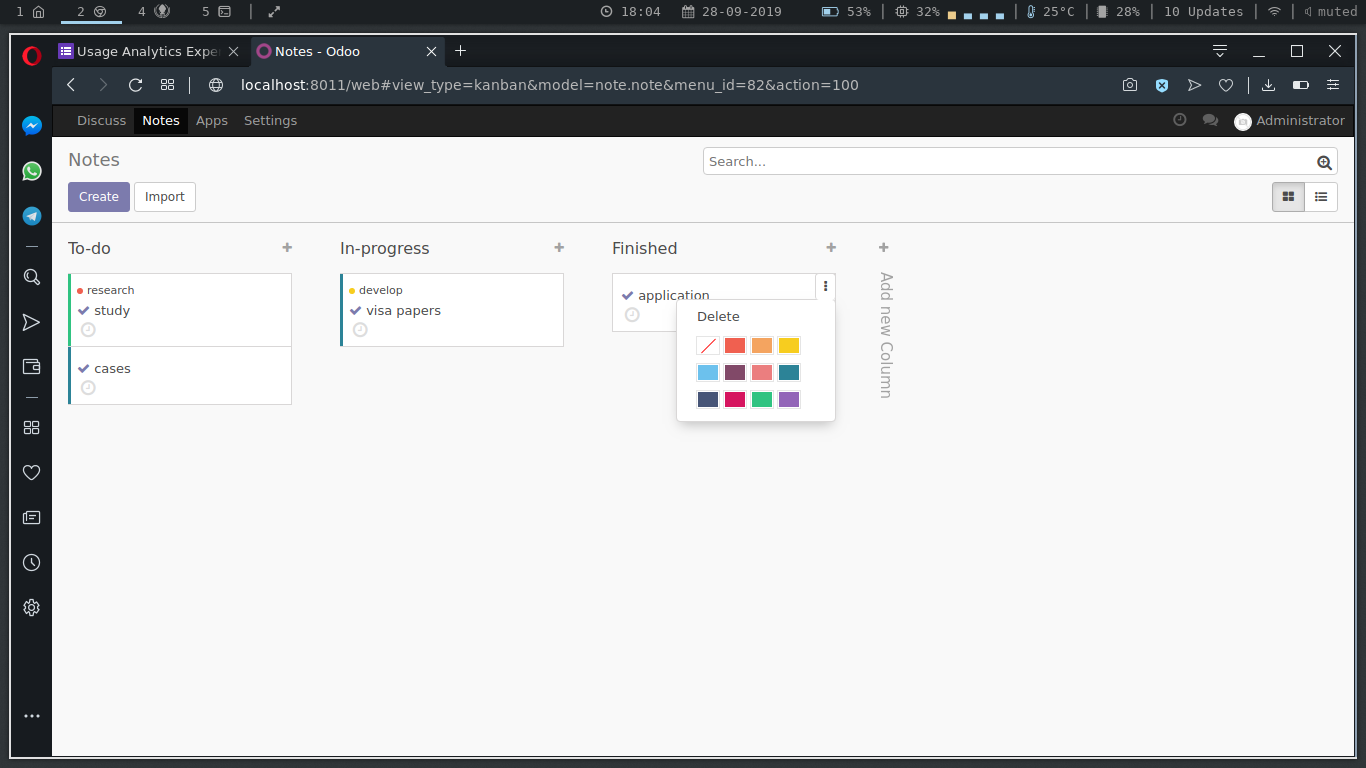 1 2 4 5 18:04 28-09-2019 53% 32% 25°C 28% 10 Updates muted
Usage Analytics Expe Notes - Odoo
localhost:8011/web#view_type=kanban&model=note.note&menu_id=82&action=100
Discuss Notes Apps Settings Administrator
Notes
Search...
Create Import
To-do
research
study
cases
In-progress
develop
visa papers
Finished
application
Delete
Add new Column